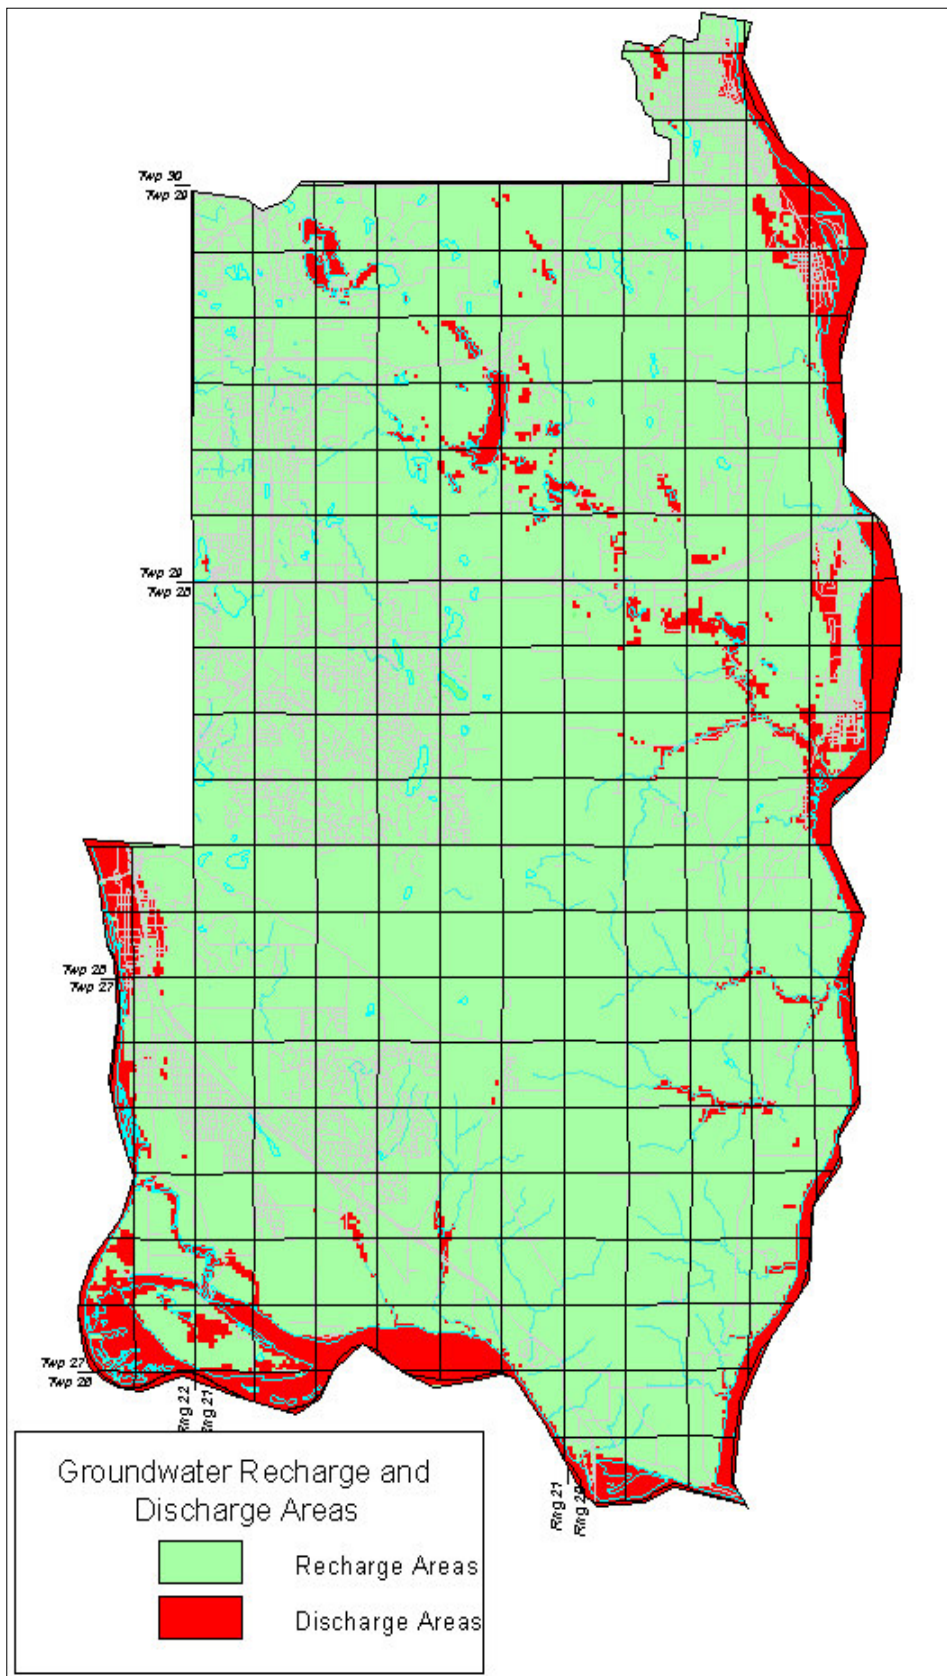 Twp 30
Twp 29
Twp 29
Twp 28
Twp 28
Twp 27
Twp 27
Twp 26
Rng 22
Rng 21
Rng 21
Rng 20
Groundwater Recharge and
Discharge Areas
Recharge Areas
Discharge Areas